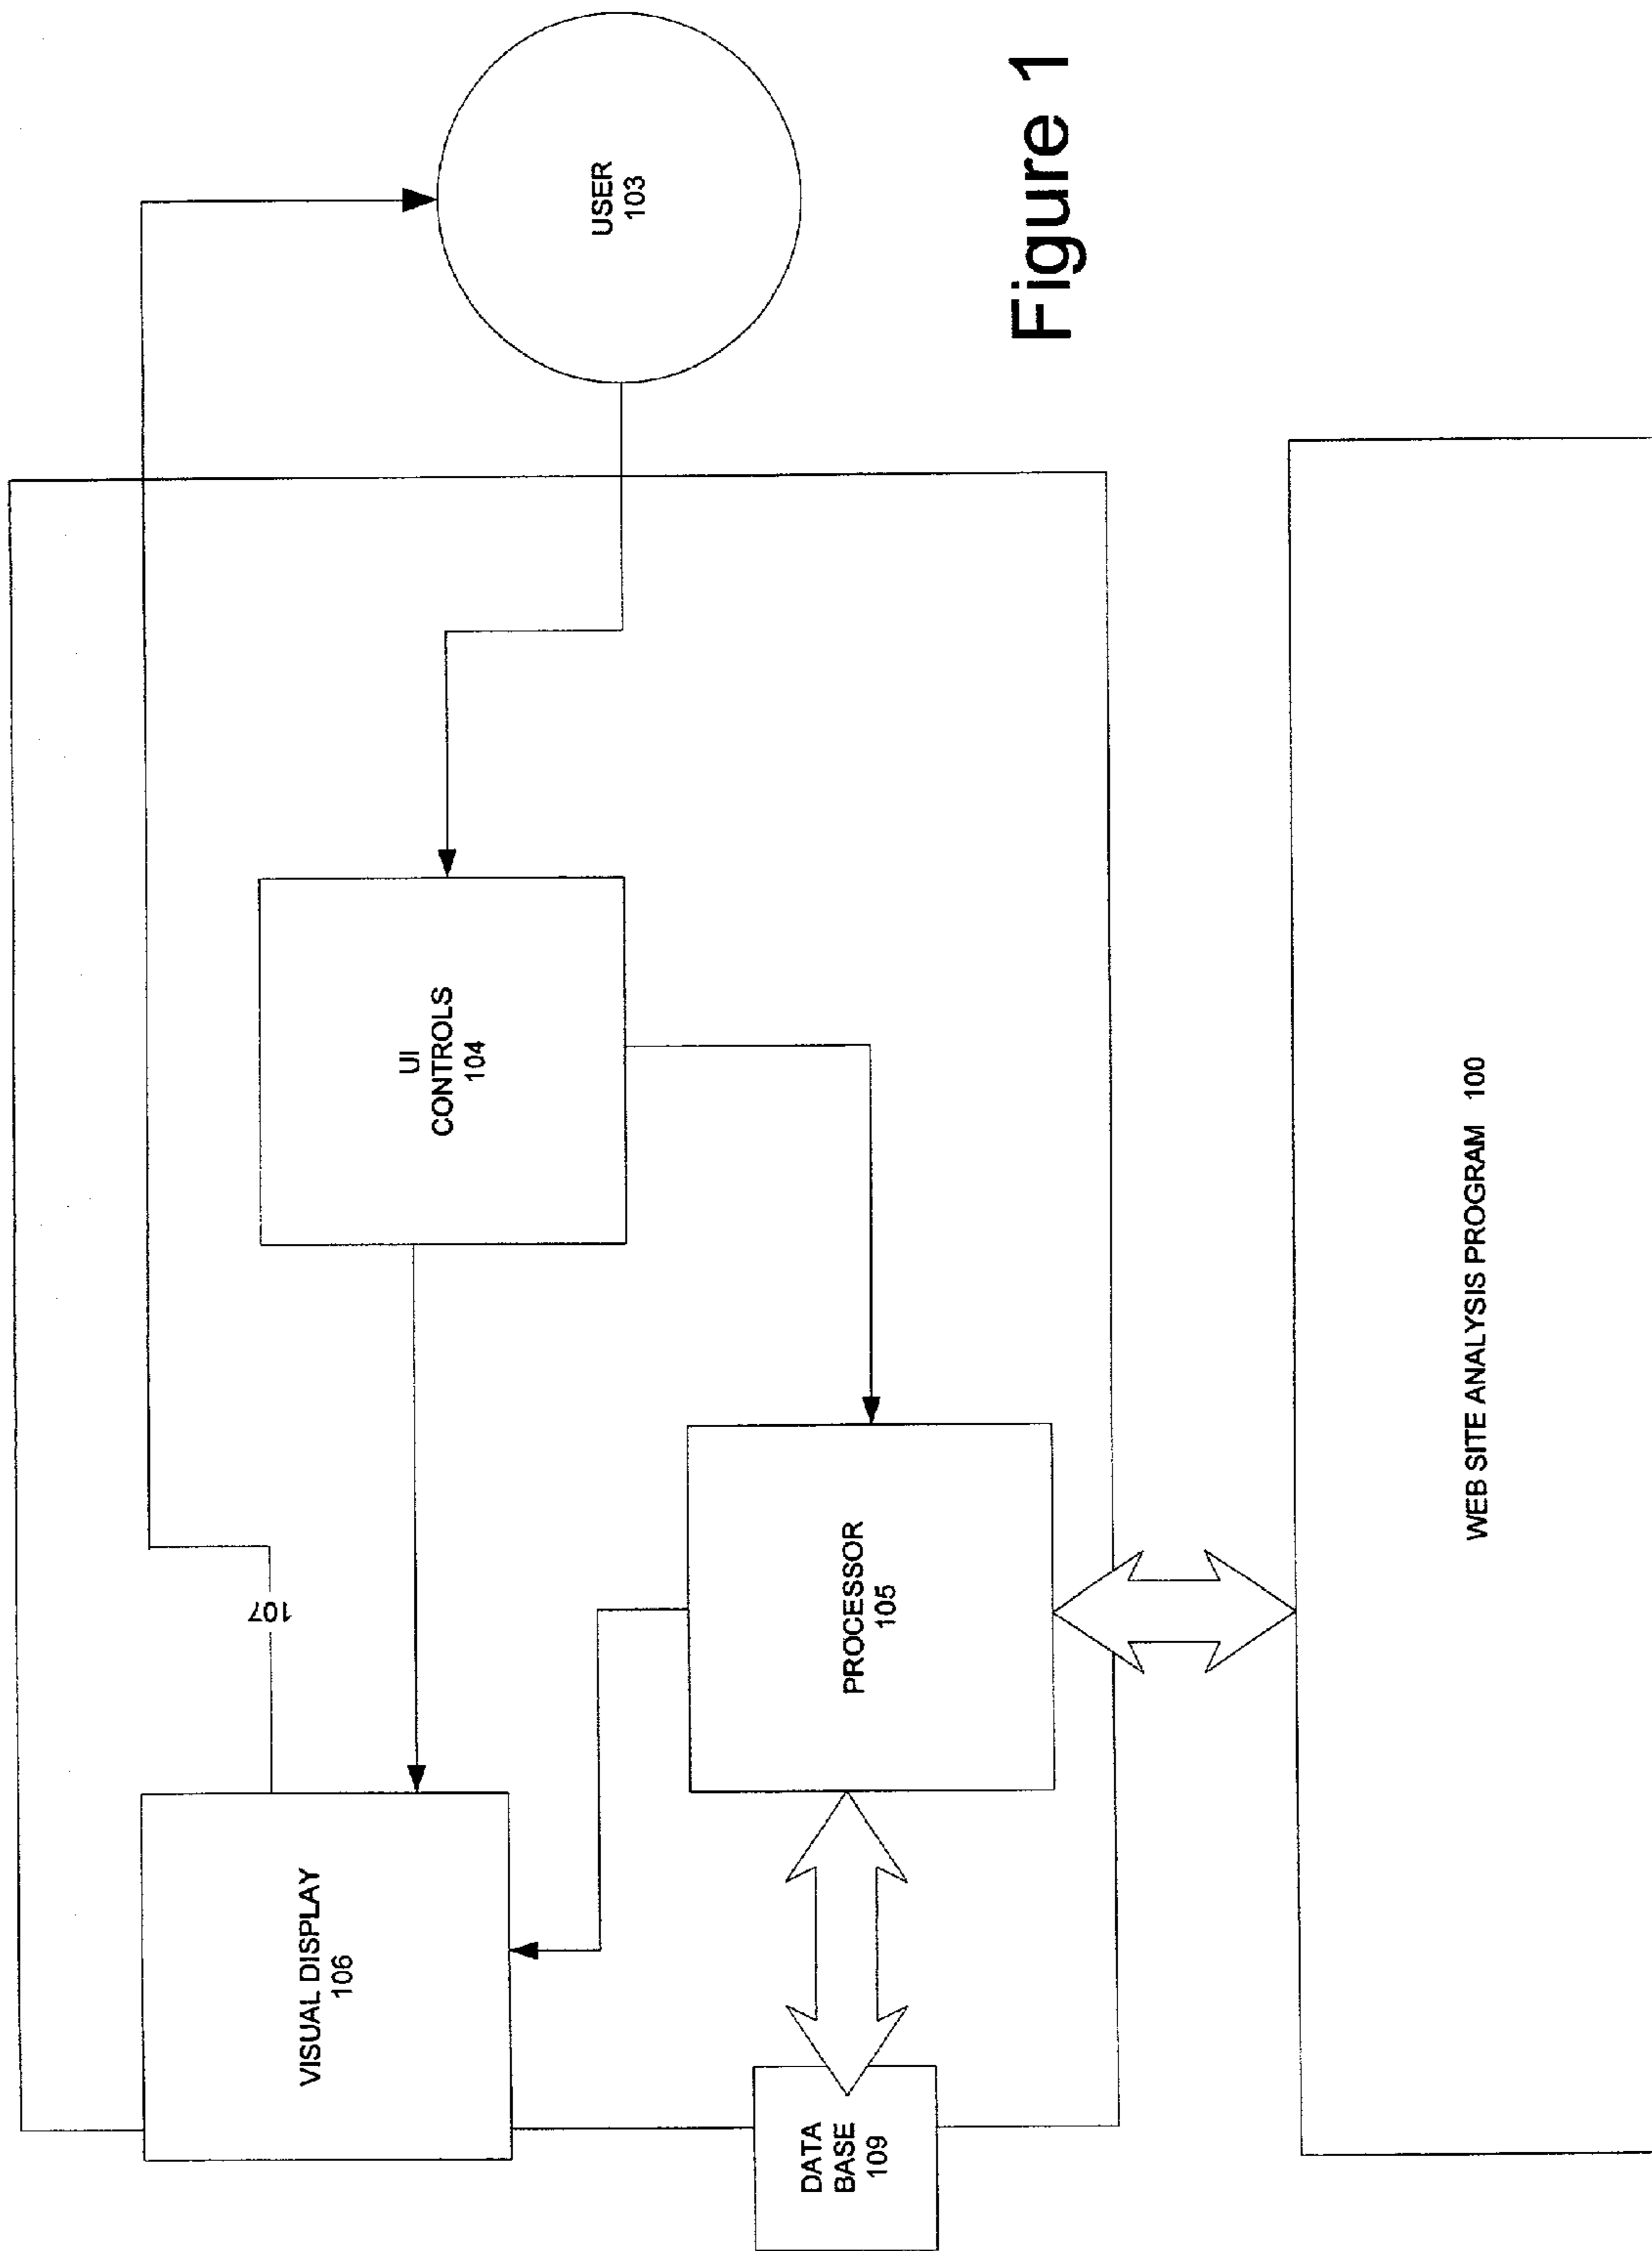 VISUAL DISPLAY
106
107
UI
CONTROLS
104
USER
103
DATA
BASE
109
PROCESSOR
105
Figure 1
WEB SITE ANALYSIS PROGRAM 100